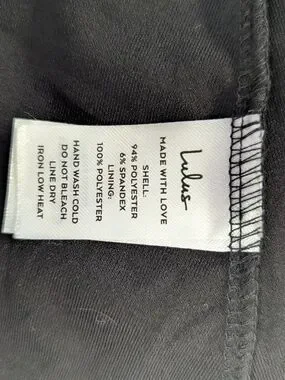 Lulus
MADE WITH LOVE
SHELL:
94% POLYESTER
6% SPANDEX
LINING:
100% POLYESTER
HAND WASH COLD
DO NOT BLEACH
LINE DRY
IRON LOW HEAT